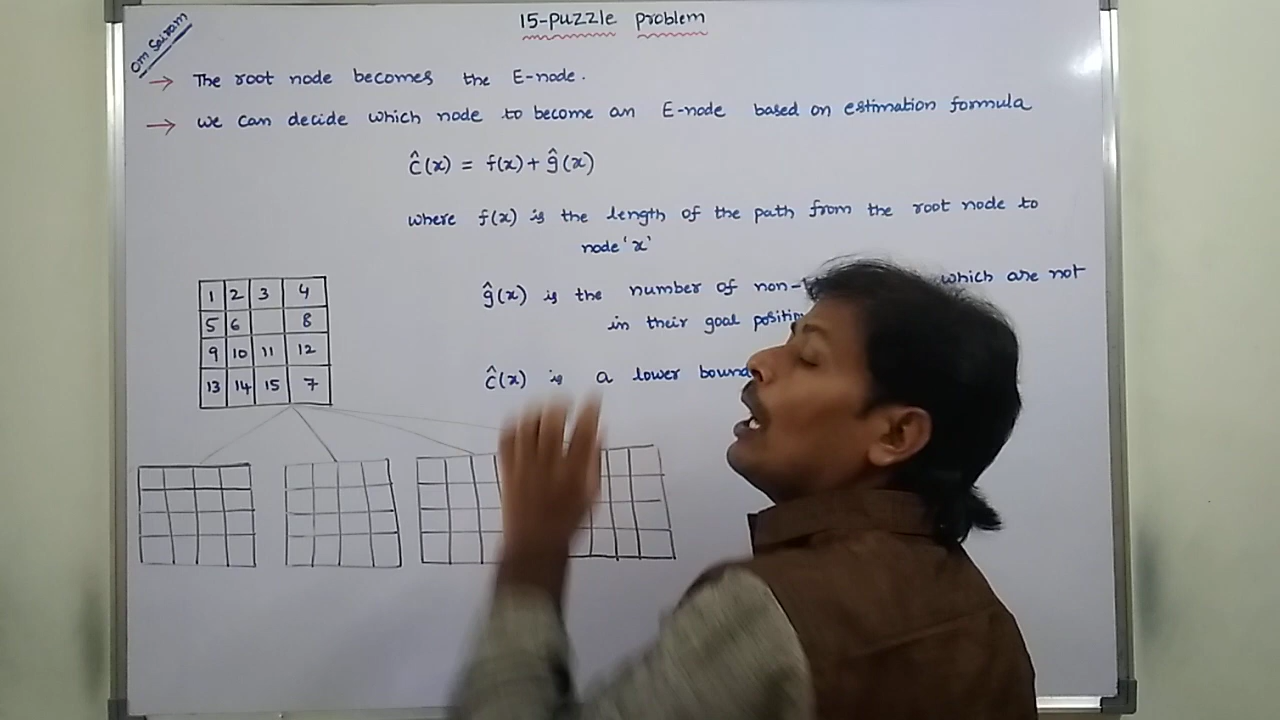 Om Sairam
15-puzzle problem
→ The root node becomes the E-node.
→ we can decide which node to become an E-node based on estimation formula
ĉ(x) = f(x) + ĝ(x)
where f(x) is the length of the path from the root node to
node 'x'
ĝ(x) is the number of non- which are not
in their goal
ĉ(x) is a lower bound
1 2 3 4
5 6 8
9 10 11 12
13 14 15 7